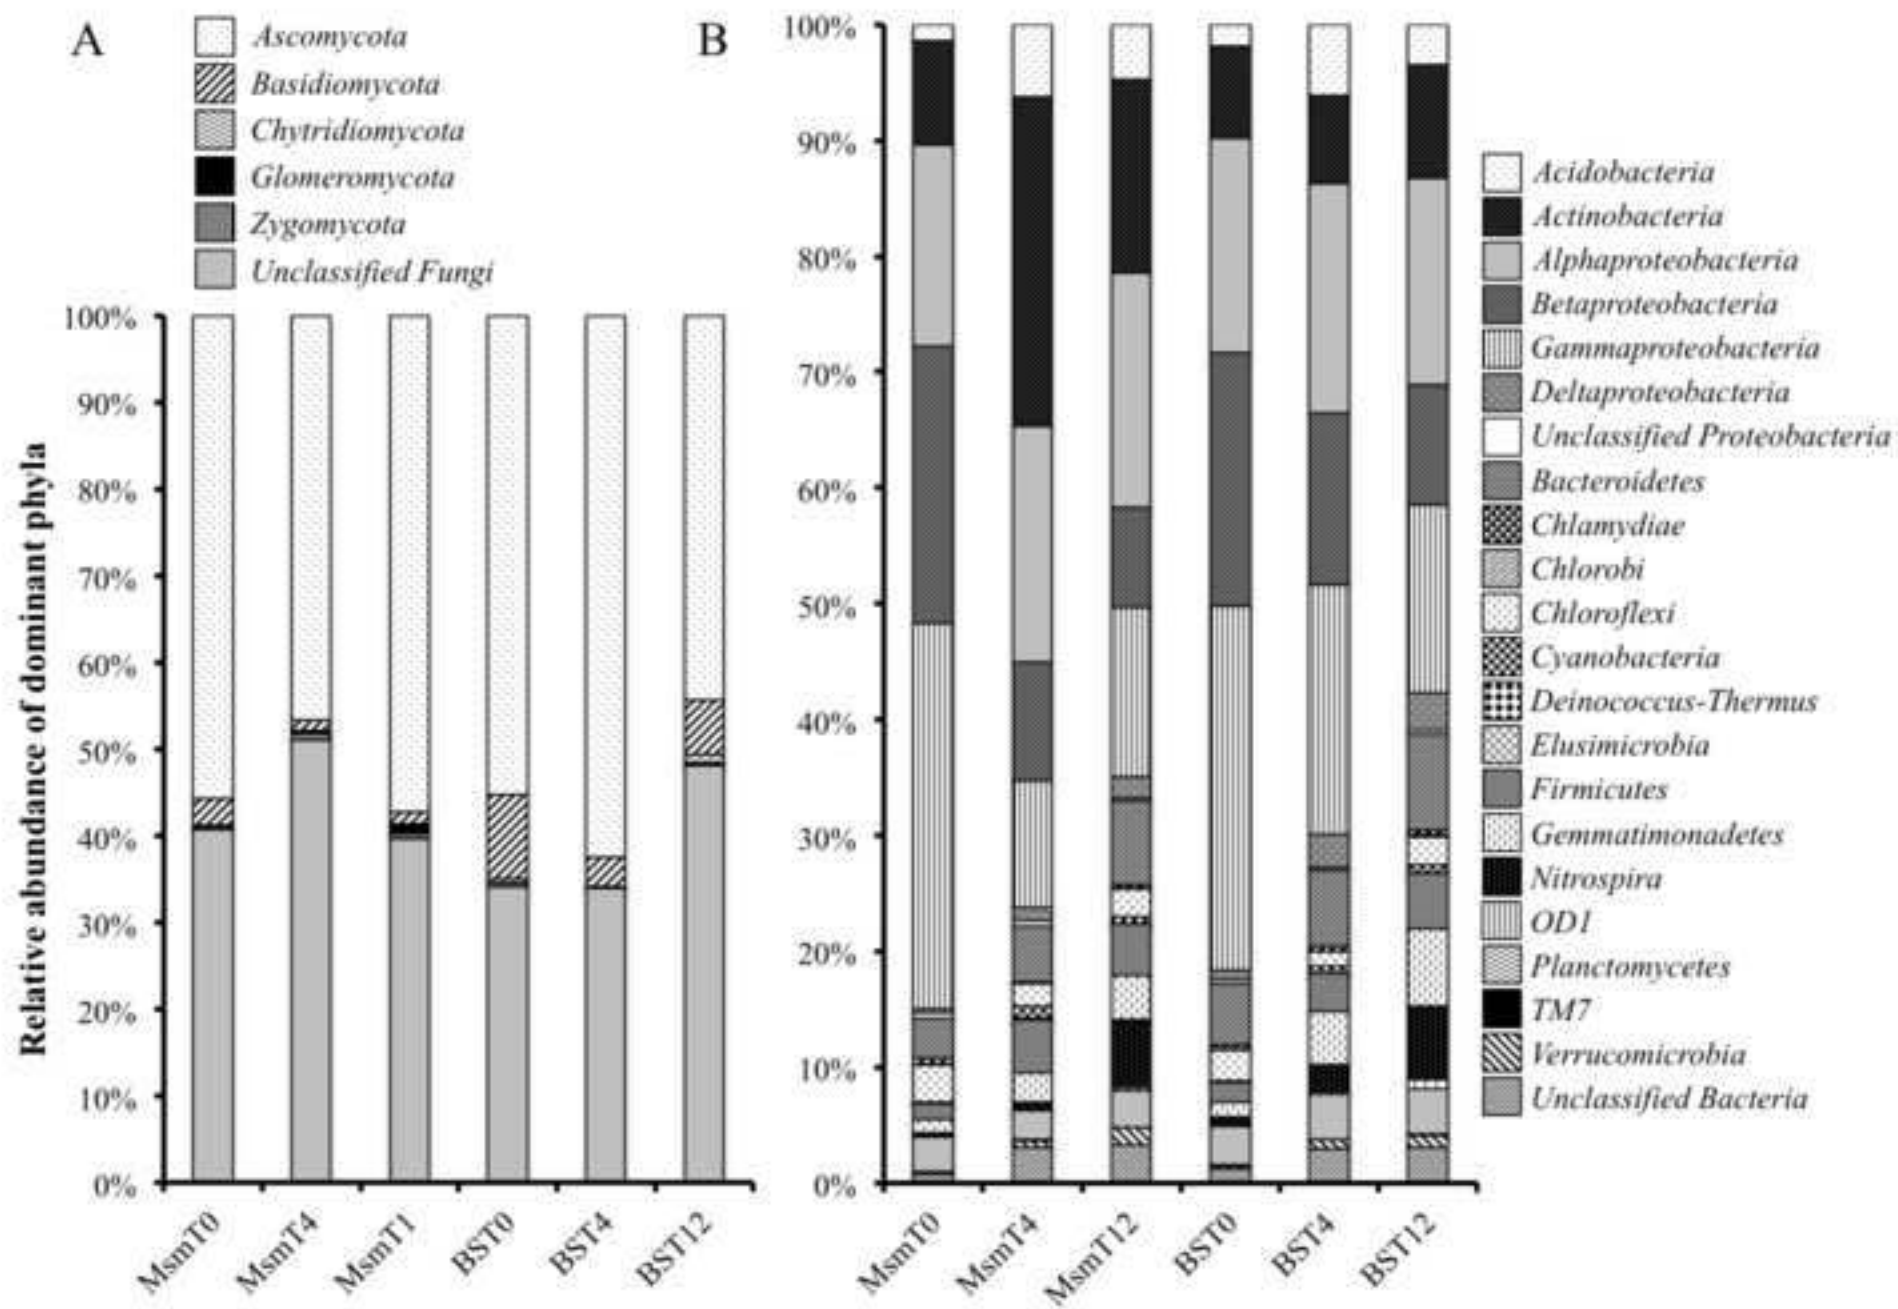 A
Ascomycota
Basidiomycota
Chytridiomycota
Glomeromycota
Zygomycota
Unclassified Fungi
Relative abundance of dominant phyla
100%
90%
80%
70%
60%
50%
40%
30%
20%
10%
0%
MsmT0
MsmT4
MsmT1
BST0
BST4
BST12
B
100%
90%
80%
70%
60%
50%
40%
30%
20%
10%
0%
MsmT0
MsmT4
MsmT12
BST0
BST4
BST12
Acidobacteria
Actinobacteria
Alphaproteobacteria
Betaproteobacteria
Gammaproteobacteria
Deltaproteobacteria
Unclassified Proteobacteria
Bacteroidetes
Chlamydiae
Chlorobi
Chloroflexi
Cyanobacteria
Deinococcus-Thermus
Elusimicrobia
Firmicutes
Gemmatimonadetes
Nitrospira
OD1
Planctomycetes
TM7
Verrucomicrobia
Unclassified Bacteria